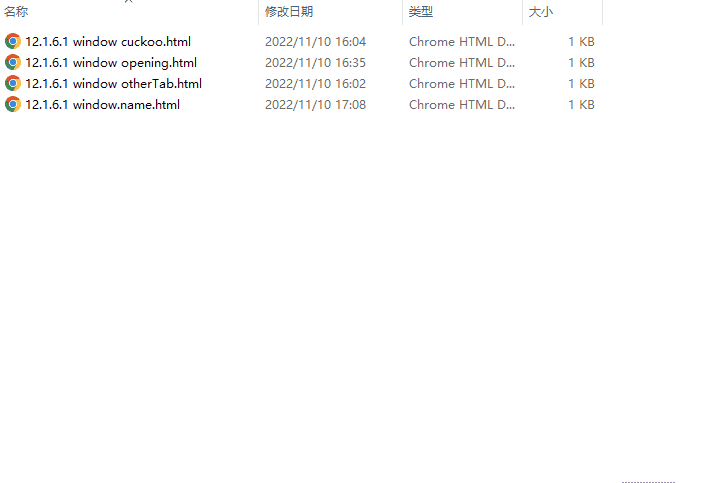 名称 修改日期 类型 大小
12.1.6.1 window cuckoo.html 2022/11/10 16:04 Chrome HTML D... 1 KB
12.1.6.1 window opening.html 2022/11/10 16:35 Chrome HTML D... 1 KB
12.1.6.1 window otherTab.html 2022/11/10 16:02 Chrome HTML D... 1 KB
12.1.6.1 window.name.html 2022/11/10 17:08 Chrome HTML D... 1 KB